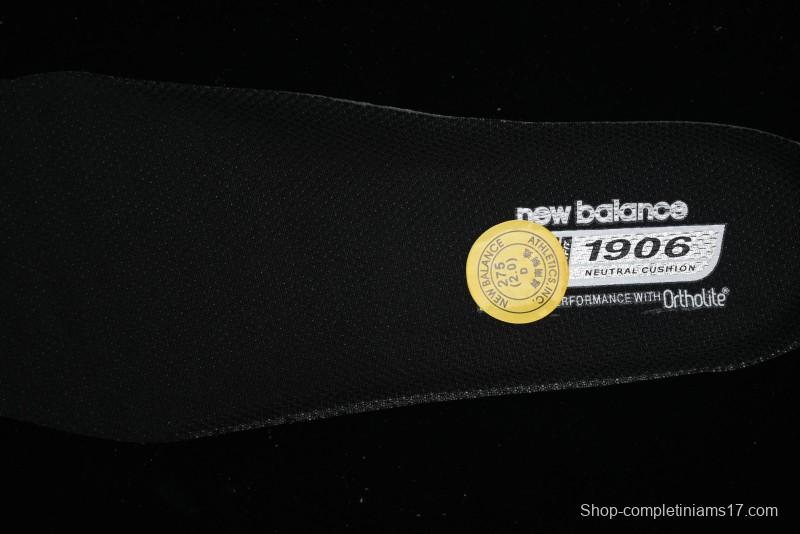 new balance
1906
NEUTRAL CUSHION
PERFORMANCE WITH OrthoLite®
NEW BALANCE ATHLETICS, INC.
275
(2.0)
D
Shop-completiniams17.com